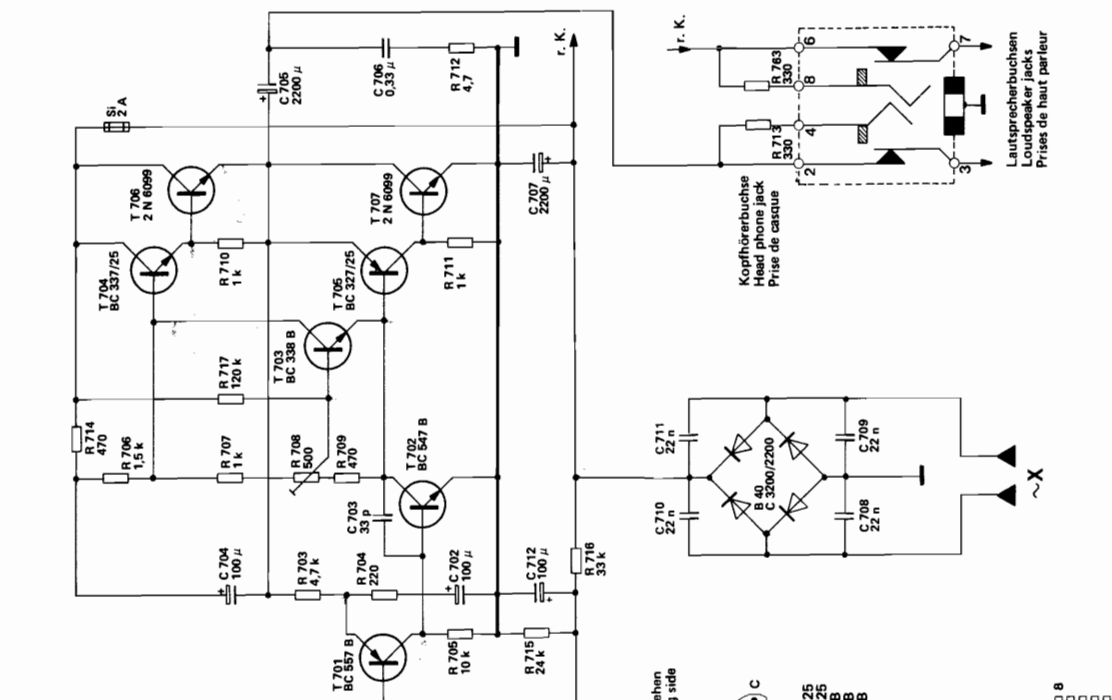 Si
2 A
C 705
2200 µ
C 706
0,33 µ
R 712
4,7
r. K.
r. K.
R 763
330
6
8
7
R 713
330
4
2
3
Lautsprecherbuchsen
Loudspeaker jacks
Prises de haut parleur
Kopfhörerbuchse
Head phone jack
Prise de casque
T 706
2 N 6099
T 707
2 N 6099
C 707
2200 µ
T 704
BC 337/25
R 710
1 k
T 705
BC 327/25
R 711
1 k
T 703
BC 338 B
R 717
120 k
R 714
470
R 706
1,5 k
R 707
1 k
R 708
500
R 709
470
T 702
BC 547 B
C 703
33 p
C 704
100 µ
R 703
4,7 k
R 704
220
C 702
100 µ
C 712
100 µ
R 716
33 k
T 701
BC 557 B
R 705
10 k
R 715
24 k
C 711
22 n
C 710
22 n
B 40
C 3200/2200
C 709
22 n
C 708
22 n
~X
ehen
g side
C
25
25
B
B
8